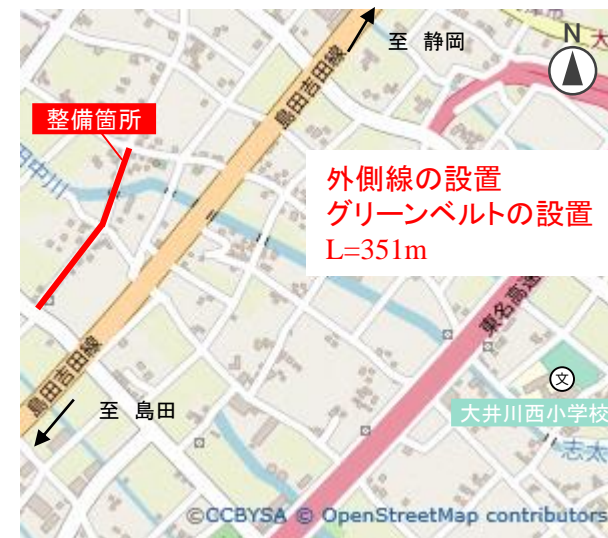 至 静岡
N
大
島田吉田線
整備箇所
田中川
外側線の設置
グリーンベルトの設置
L=351m
東名高速
島田吉田線
至 島田
文
大井川西小学校
志太
©CCBYSA © OpenStreetMap contributors